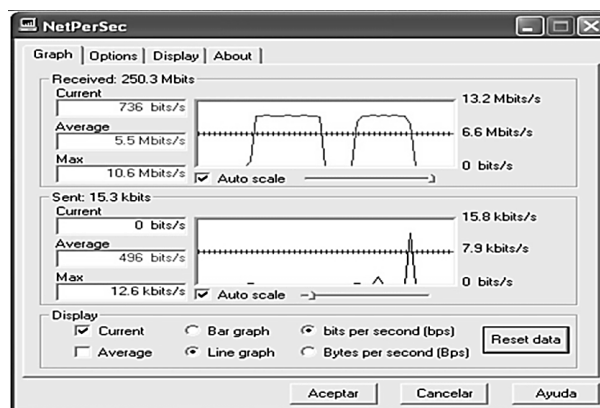 NetPerSec
Graph Options Display About
Received: 250.3 Mbits
Current
736 bits/s
Average
5.5 Mbits/s
Max
10.6 Mbits/s
13.2 Mbits/s
6.6 Mbits/s
0 bits/s
Auto scale
Sent: 15.3 kbits
Current
0 bits/s
Average
496 bits/s
Max
12.6 kbits/s
15.8 kbits/s
7.9 kbits/s
0 bits/s
Auto scale
Display
Current Bar graph bits per second (bps)
Average Line graph Bytes per second (Bps)
Reset data
Aceptar Cancelar Ayuda